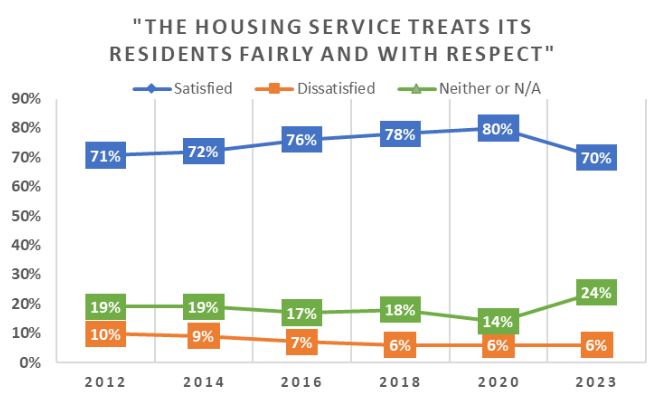 "THE HOUSING SERVICE TREATS ITS
RESIDENTS FAIRLY AND WITH RESPECT"
Satisfied Dissatisfied Neither or N/A
90%
80%
70%
60%
50%
40%
30%
20%
10%
0%
71% 72% 76% 78% 80% 70%
19% 19% 17% 18% 14% 24%
10% 9% 7% 6% 6% 6%
2012 2014 2016 2018 2020 2023